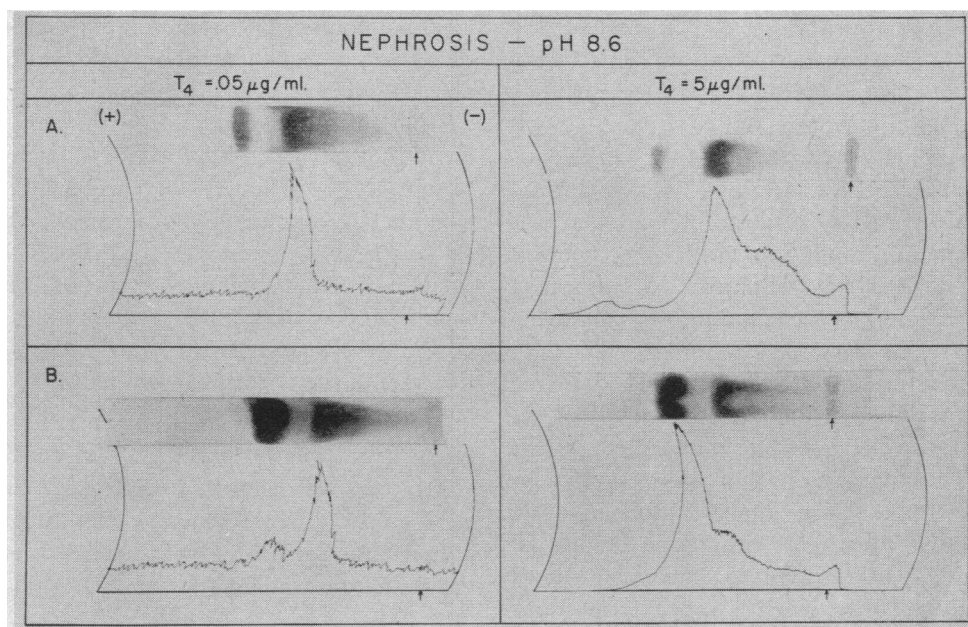 NEPHROSIS — pH 8.6
T4 = .05 μg/ml.
T4 = 5 μg/ml.
A.
(+)
(-)
B.